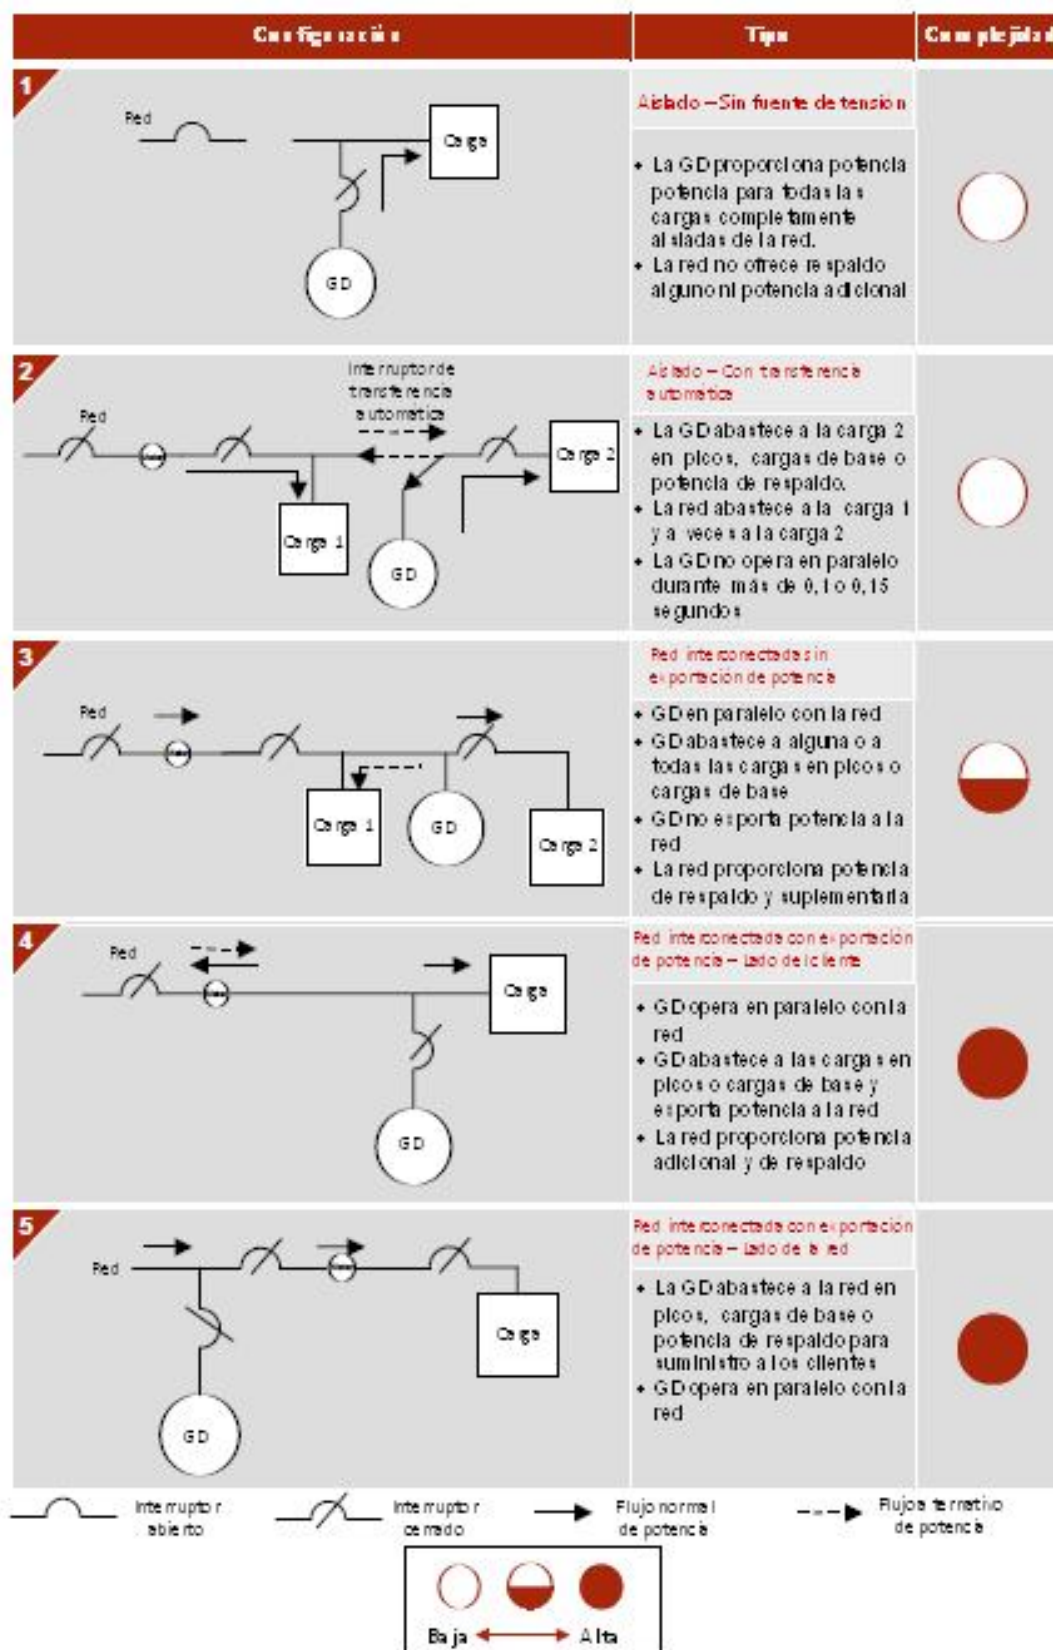 Configuración
Tipo
Complejidad
1
Red
Carga
GD
Aislado – Sin fuente de tensión
• La GD proporciona potencia
potencia para todas las
cargas completamente
aisladas de la red.
• La red no ofrece respaldo
alguno ni potencia adicional
2
Red
Interruptor de
transferencia
automática
Carga 1
GD
Carga 2
Aislado – Con transferencia
automática
• La GD abastece a la carga 2
en picos, cargas de base o
potencia de respaldo.
• La red abastece a la carga 1
y a veces a la carga 2
• La GD no opera en paralelo
durante más de 0,1 o 0,15
segundos
3
Red
Carga 1
GD
Carga 2
Red interconectada sin
exportación de potencia
• GD en paralelo con la red
• GD abastece a alguna o a
todas las cargas en picos o
cargas de base
• GD no exporta potencia a la
red
• La red proporciona potencia
de respaldo y suplementaria
4
Red
Carga
GD
Red interconectada con exportación
de potencia – Lado del cliente
• GD opera en paralelo con la
red
• GD abastece a las cargas en
picos o cargas de base y
exporta potencia a la red
• La red proporciona potencia
adicional y de respaldo
5
Red
Carga
GD
Red interconectada con exportación
de potencia – Lado de la red
• La GD abastece a la red en
picos, cargas de base o
potencia de respaldo para
suministro a los clientes
• GD opera en paralelo con la
red
Interruptor
abierto
Interruptor
cerrado
Flujo normal
de potencia
Flujo alternativo
de potencia
Baja
Alta